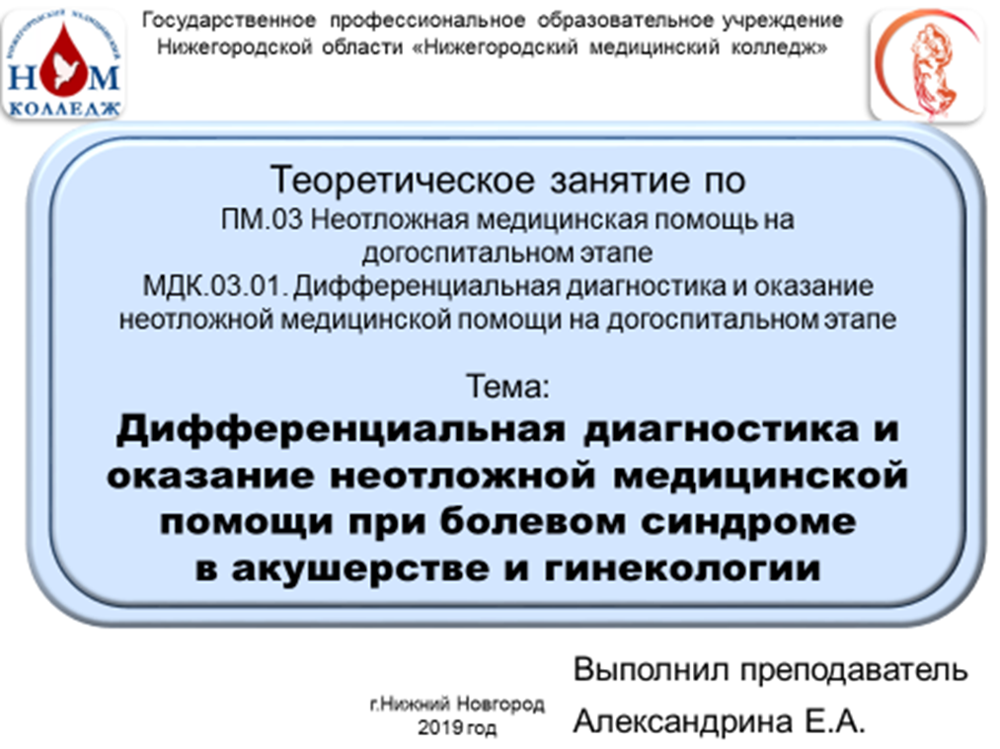 Государственное профессиональное образовательное учреждение
Нижегородской области «Нижегородский медицинский колледж»
НИЖЕГОРОДСКИЙ МЕДИЦИНСКИЙ
Н М
КОЛЛЕДЖ
Теоретическое занятие по
ПМ.03 Неотложная медицинская помощь на
догоспитальном этапе
МДК.03.01. Дифференциальная диагностика и оказание
неотложной медицинской помощи на догоспитальном этапе
Тема:
Дифференциальная диагностика и
оказание неотложной медицинской
помощи при болевом синдроме
в акушерстве и гинекологии
Выполнил преподаватель
Александрина Е.А.
г.Нижний Новгород
2019 год